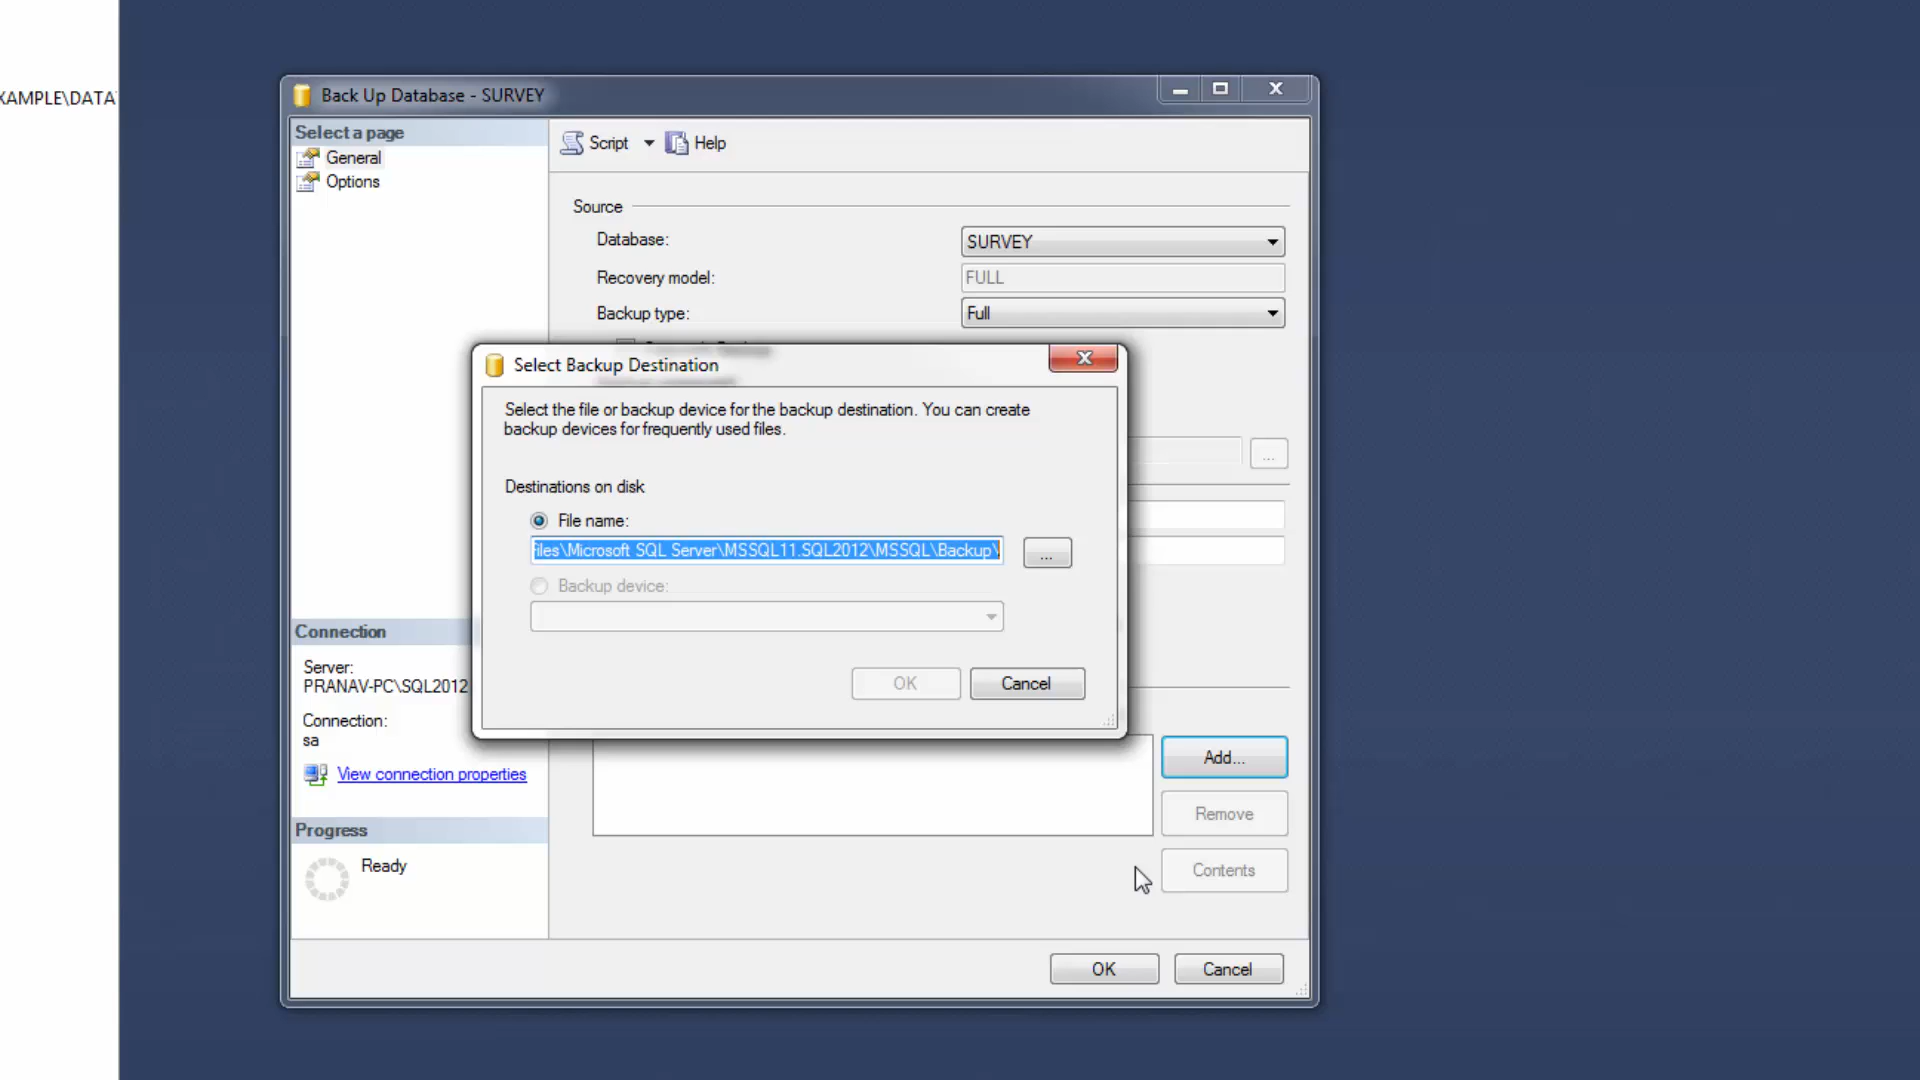 XAMPLE\DATA
Back Up Database - SURVEY
Select a page
General
Options
Script
Help
Source
Database:
SURVEY
Recovery model:
FULL
Backup type:
Full
Select Backup Destination
Select the file or backup device for the backup destination. You can create
backup devices for frequently used files.
Destinations on disk
File name:
Files\Microsoft SQL Server\MSSQL11.SQL2012\MSSQL\Backup\
...
...
Backup device:
OK
Cancel
Connection
Server:
PRANAV-PC\SQL2012
Connection:
sa
View connection properties
Add...
Remove
Contents
Progress
Ready
OK
Cancel